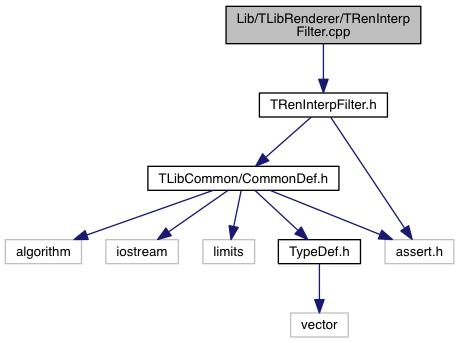 Lib/TLibRenderer/TRenInterp
Filter.cpp
TRenInterpFilter.h
TLibCommon/CommonDef.h
algorithm
iostream
limits
TypeDef.h
assert.h
vector